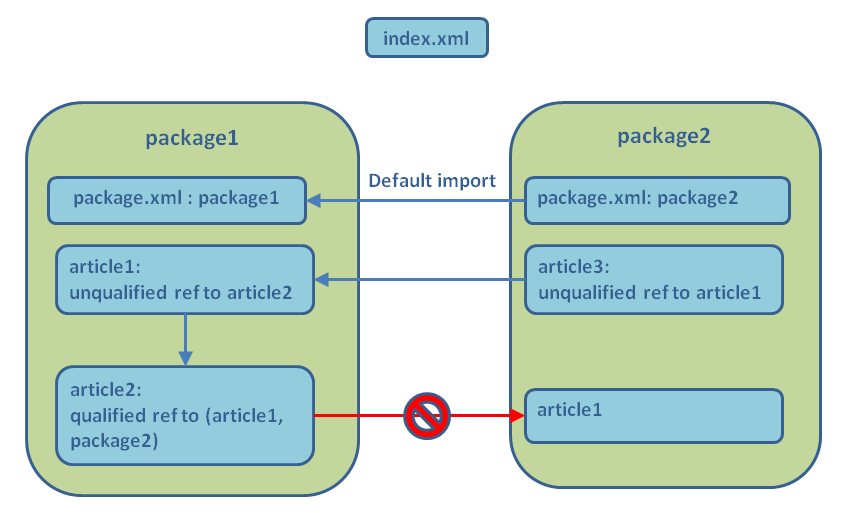 index.xml
package1
package.xml : package1
article1:
unqualified ref to article2
article2:
qualified ref to (article1,
package2)
Default import
package2
package.xml: package2
article3:
unqualified ref to article1
article1